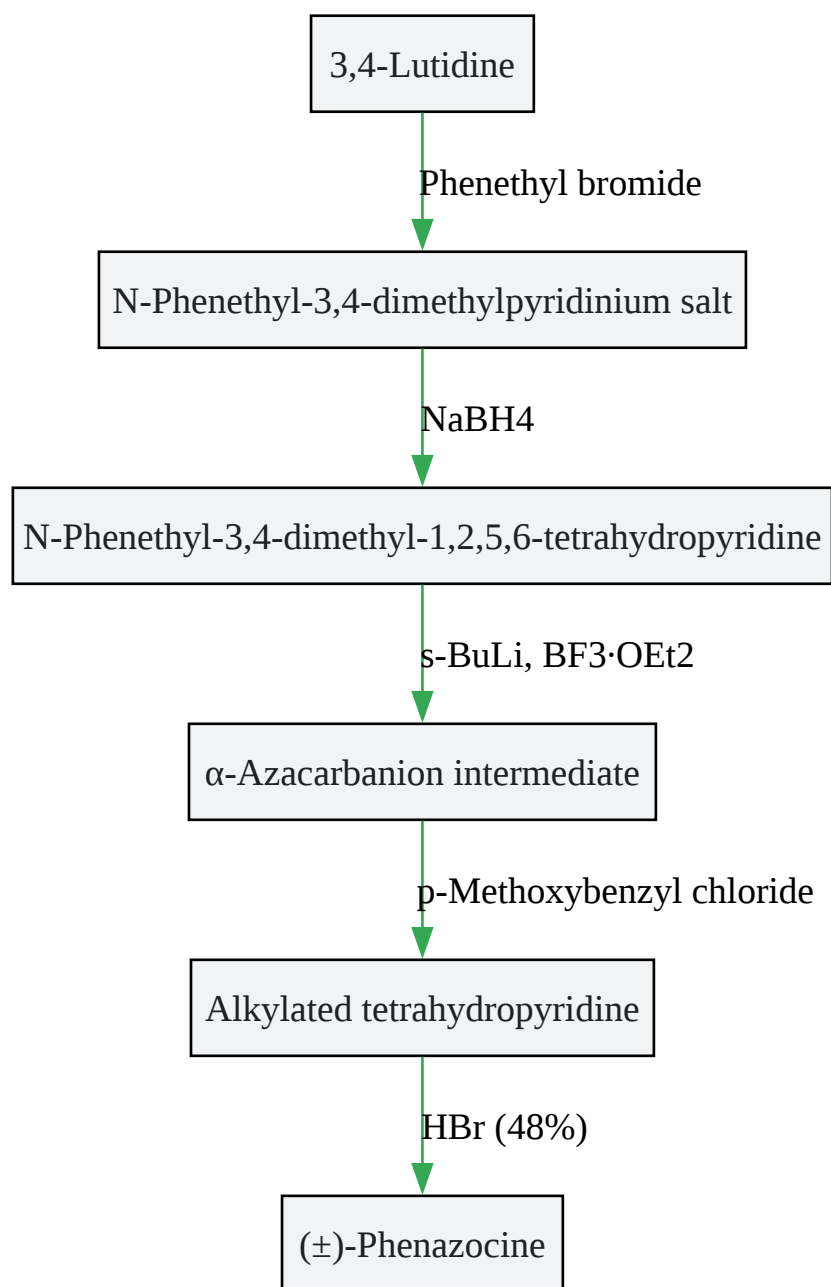 3,4-Lutidine
Phenethyl bromide
N-Phenethyl-3,4-dimethylpyridinium salt
NaBH4
N-Phenethyl-3,4-dimethyl-1,2,5,6-tetrahydropyridine
s-BuLi, BF3·OEt2
α-Azacarbanion intermediate
p-Methoxybenzyl chloride
Alkylated tetrahydropyridine
HBr (48%)
(±)-Phenazocine